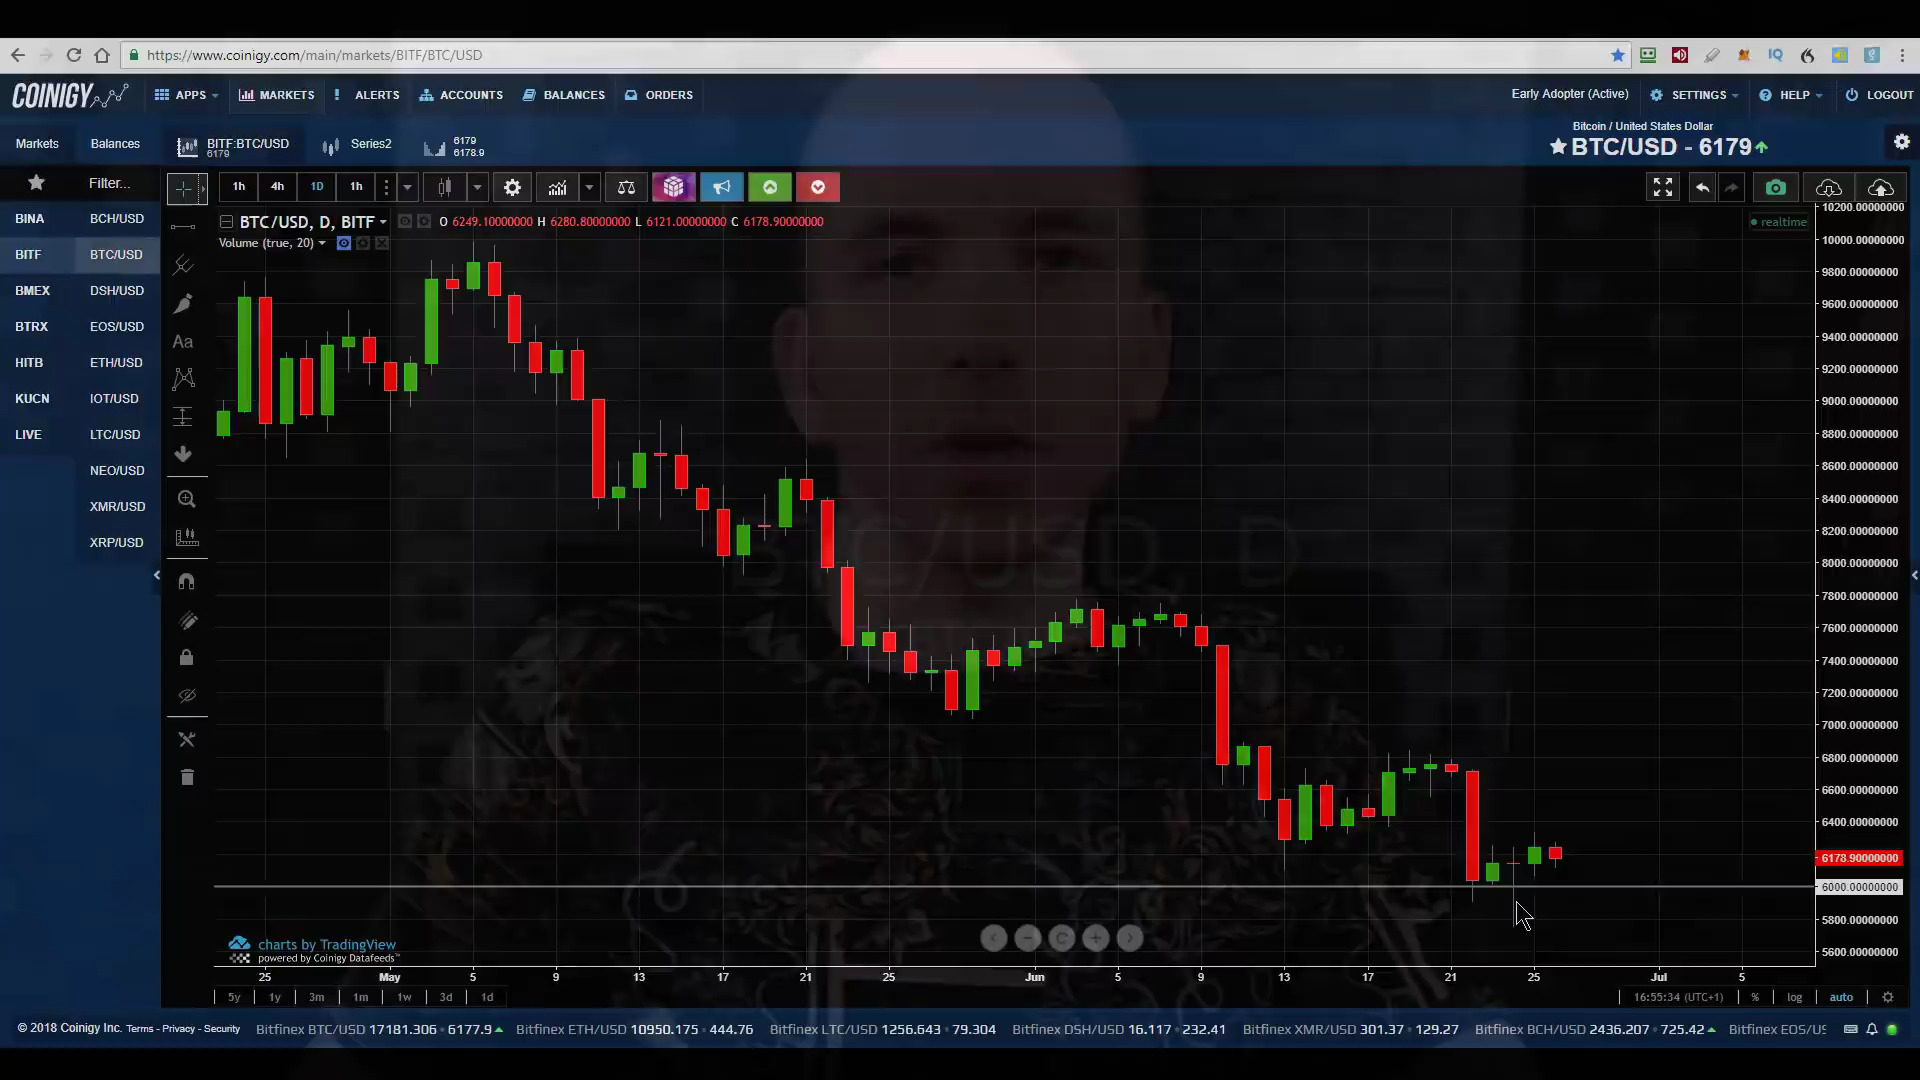 https://www.coinigy.com/main/markets/BITF/BTC/USD
COINIGY APPS MARKETS ALERTS ACCOUNTS BALANCES ORDERS Early Adopter (Active) SETTINGS HELP LOGOUT
Bitcoin / United States Dollar
Markets Balances BITF:BTC/USD 6179 Series2 6179 6178.9 BTC/USD - 6179
Filter... 1h 4h 1D 1h
10200.00000000
BINA BCH/USD BTC/USD, D, BITF O 6249.10000000 H 6280.80000000 L 6121.00000000 C 6178.90000000 realtime
Volume (true, 20) 10000.00000000
BITF BTC/USD
9800.00000000
BMEX DSH/USD
9600.00000000
BTRX EOS/USD
9400.00000000
Aa
HITB ETH/USD
9200.00000000
KUCN IOT/USD 9000.00000000
LIVE LTC/USD 8800.00000000
NEO/USD 8600.00000000
8400.00000000
XMR/USD
8200.00000000
XRP/USD
BTC/USD, D
8000.00000000
7800.00000000
7600.00000000
7400.00000000
7200.00000000
7000.00000000
6800.00000000
6600.00000000
6400.00000000
6178.90000000
6000.00000000
5800.00000000
charts by TradingView
powered by Coinigy Datafeeds™ 5600.00000000
25 May 5 9 13 17 21 25 Jun 5 9 13 17 21 25 Jul 5
5y 1y 3m 1m 1w 3d 1d 16:55:34 (UTC+1) % log auto
© 2018 Coinigy Inc. Terms - Privacy - Security Bitfinex BTC/USD 17181.306 6177.9 Bitfinex ETH/USD 10950.175 444.76 Bitfinex LTC/USD 1256.643 79.304 Bitfinex DSH/USD 16.117 232.41 Bitfinex XMR/USD 301.37 129.27 Bitfinex BCH/USD 2436.207 725.42 Bitfinex EOS/US